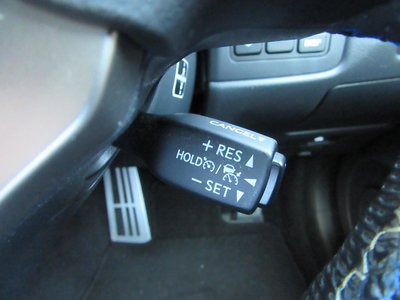 CANCEL
+ RES
HOLD /
− SET